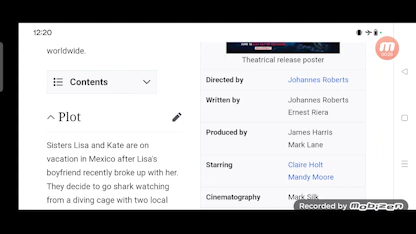 12:20
worldwide.
Contents
Plot
Sisters Lisa and Kate are on
vacation in Mexico after Lisa's
boyfriend recently broke up with her.
They decide to go shark watching
from a diving cage with two local
Theatrical release poster
Directed by Johannes Roberts
Written by Johannes Roberts
Ernest Riera
Produced by James Harris
Mark Lane
Starring Claire Holt
Mandy Moore
Cinematography Mark Silk
Recorded by Mobizen